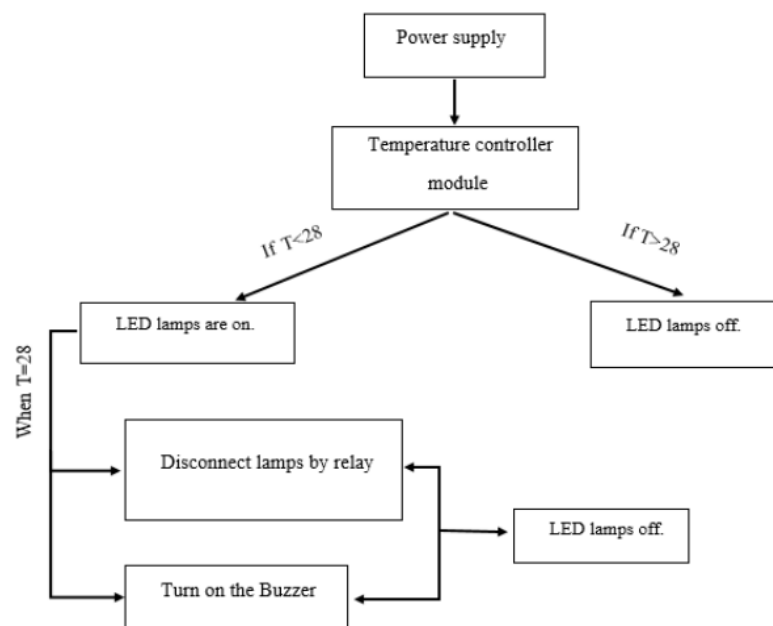 Power supply
Temperature controller
module
If T<28
If T>28
LED lamps are on.
LED lamps off.
When T=28
Disconnect lamps by relay
LED lamps off.
Turn on the Buzzer